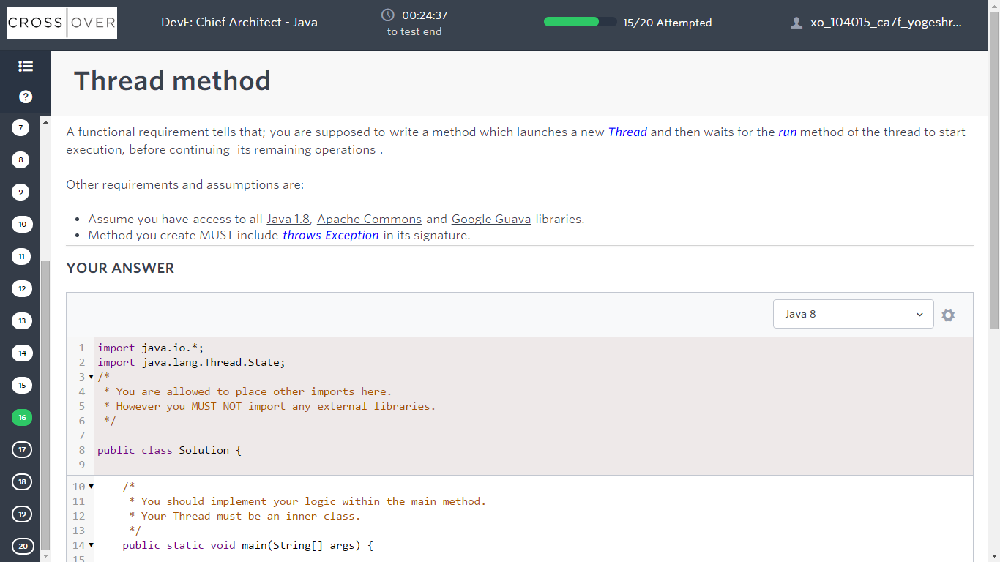 CROSS OVER
DevF: Chief Architect - Java
00:24:37
to test end
15/20 Attempted
xo_104015_ca7f_yogeshr...
?
7
8
9
10
11
12
13
14
15
16
17
18
19
20
Thread method
A functional requirement tells that; you are supposed to write a method which launches a new Thread and then waits for the run method of the thread to start
execution, before continuing its remaining operations .
Other requirements and assumptions are:
• Assume you have access to all Java 1.8, Apache Commons and Google Guava libraries.
• Method you create MUST include throws Exception in its signature.
YOUR ANSWER
Java 8
1 import java.io.*;
2 import java.lang.Thread.State;
3 /*
4 * You are allowed to place other imports here.
5 * However you MUST NOT import any external libraries.
6 */
7
8 public class Solution {
9
10 /*
11 * You should implement your logic within the main method.
12 * Your Thread must be an inner class.
13 */
14 public static void main(String[] args) {
15